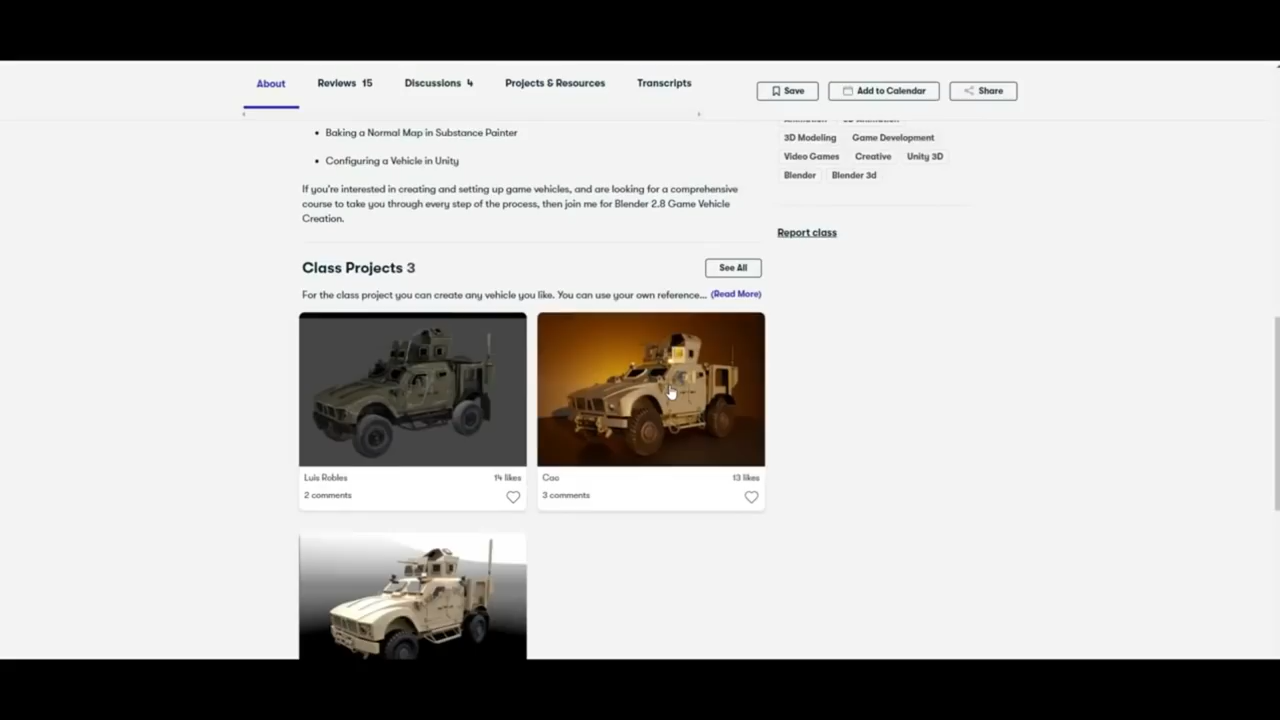 About
Reviews 15
Discussions 4
Projects & Resources
Transcripts
Save
Add to Calendar
Share
• Baking a Normal Map in Substance Painter
• Configuring a Vehicle in Unity
If you're interested in creating and setting up game vehicles, and are looking for a comprehensive
course to take you through every step of the process, then join me for Blender 2.8 Game Vehicle
Creation.
3D Modeling
Game Development
Video Games
Creative
Unity 3D
Blender
Blender 3d
Report class
Class Projects 3
See All
For the class project you can create any vehicle you like. You can use your own reference... (Read More)
Luis Robles
14 likes
2 comments
Cao
13 likes
3 comments